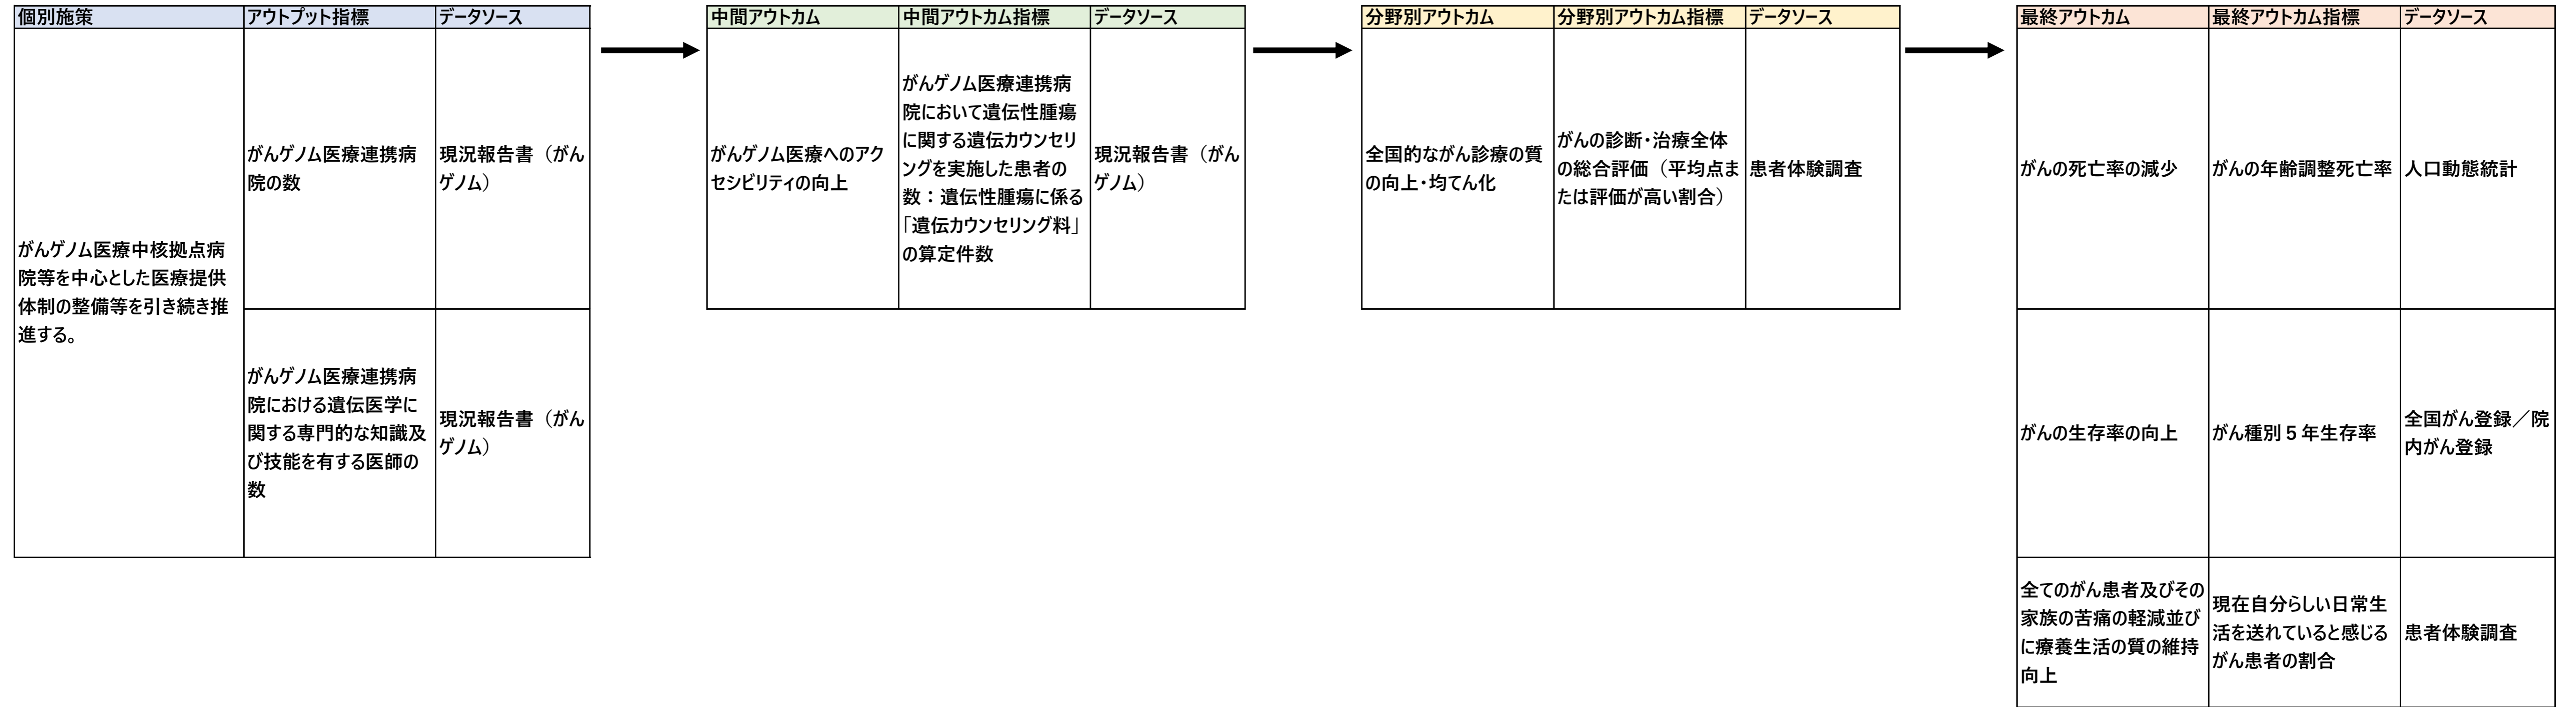 個別施策
アウトプット指標
データソース
がんゲノム医療中核拠点病
院等を中心とした医療提供
体制の整備等を引き続き推
進する。
がんゲノム医療連携病
院の数
現況報告書（がん
ゲノム）
がんゲノム医療連携病
院における遺伝医学に
関する専門的な知識及
び技能を有する医師の
数
現況報告書（がん
ゲノム）
中間アウトカム
中間アウトカム指標
データソース
がんゲノム医療へのアク
セシビリティの向上
がんゲノム医療連携病
院において遺伝性腫瘍
に関する遺伝カウンセリ
ングを実施した患者の
数：遺伝性腫瘍に係る
「遺伝カウンセリング料」
の算定件数
現況報告書（がん
ゲノム）
分野別アウトカム
分野別アウトカム指標
データソース
全国的ながん診療の質
の向上・均てん化
がんの診断・治療全体
の総合評価（平均点ま
たは評価が高い割合）
患者体験調査
最終アウトカム
最終アウトカム指標
データソース
がんの死亡率の減少
がんの年齢調整死亡率
人口動態統計
がんの生存率の向上
がん種別５年生存率
全国がん登録／院
内がん登録
全てのがん患者及びその
家族の苦痛の軽減並び
に療養生活の質の維持
向上
現在自分らしい日常生
活を送れていると感じる
がん患者の割合
患者体験調査